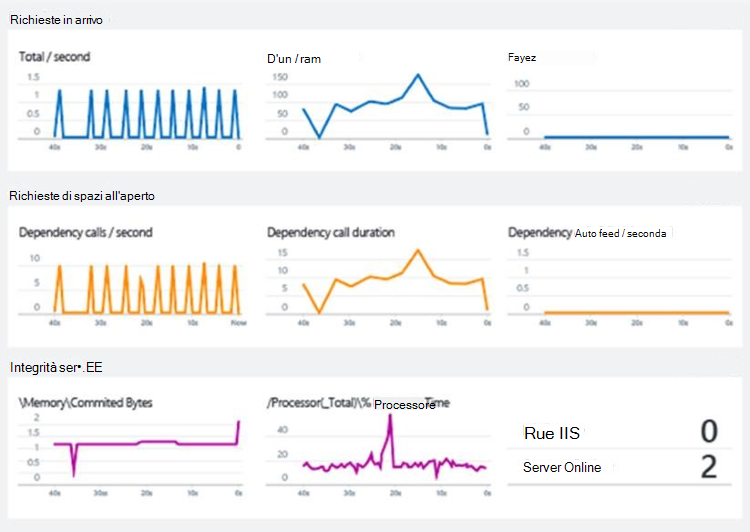 Richieste in arrivo
Total / second
1.5
1
0.5
0
40s 30s 20s 10s 0
D'un / ram
150
100
50
0
40s 30s 20s 10s 0s
Fayez
100
50
0
40s 30s 20s 10s 0s
Richieste di spazi all'aperto
Dependency calls / second
10
5
0
40s 30s 20s 10s Now
Dependency call duration
15
10
5
0
40s 30s 20s 10s 0s
Dependency Auto feed / seconda
1.5
1
0.5
0
40s 30s 20s 10s 0s
Integrità ser•.EE
\Memory\Commited Bytes
2
1.5
1
0.5
0
40s 30s 20s 10s 0s
/Processor(_Total)\% Processore Time
40
20
0
40s 30s 20s 10s 0s
Rue IIS 0
Server Online 2